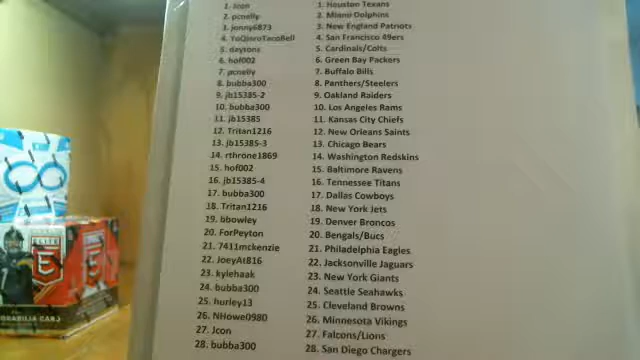 1. Jcon 1. Houston Texans
2. pcnelly 2. Miami Dolphins
3. jonny6873 3. New England Patriots
4. YoQieroTacoBell 4. San Francisco 49ers
5. daysons 5. Cardinals/Colts
6. hof002 6. Green Bay Packers
7. pcnelly 7. Buffalo Bills
8. bubba300 8. Panthers/Steelers
9. jb15385-2 9. Oakland Raiders
10. bubba300 10. Los Angeles Rams
11. jb15385 11. Kansas City Chiefs
12. Tritan1216 12. New Orleans Saints
13. jb15385-3 13. Chicago Bears
14. rthrone1869 14. Washington Redskins
15. hof002 15. Baltimore Ravens
16. jb15385-4 16. Tennessee Titans
17. bubba300 17. Dallas Cowboys
18. Tritan1216 18. New York Jets
19. bbowley 19. Denver Broncos
20. ForPeyton 20. Bengals/Bucs
21. 7411mckenzie 21. Philadelphia Eagles
22. JoeyAt816 22. Jacksonville Jaguars
23. kylehaak 23. New York Giants
24. bubba300 24. Seattle Seahawks
25. hurley13 25. Cleveland Browns
26. NHowe0980 26. Minnesota Vikings
27. Jcon 27. Falcons/Lions
28. bubba300 28. San Diego Chargers
ELITE
E
E